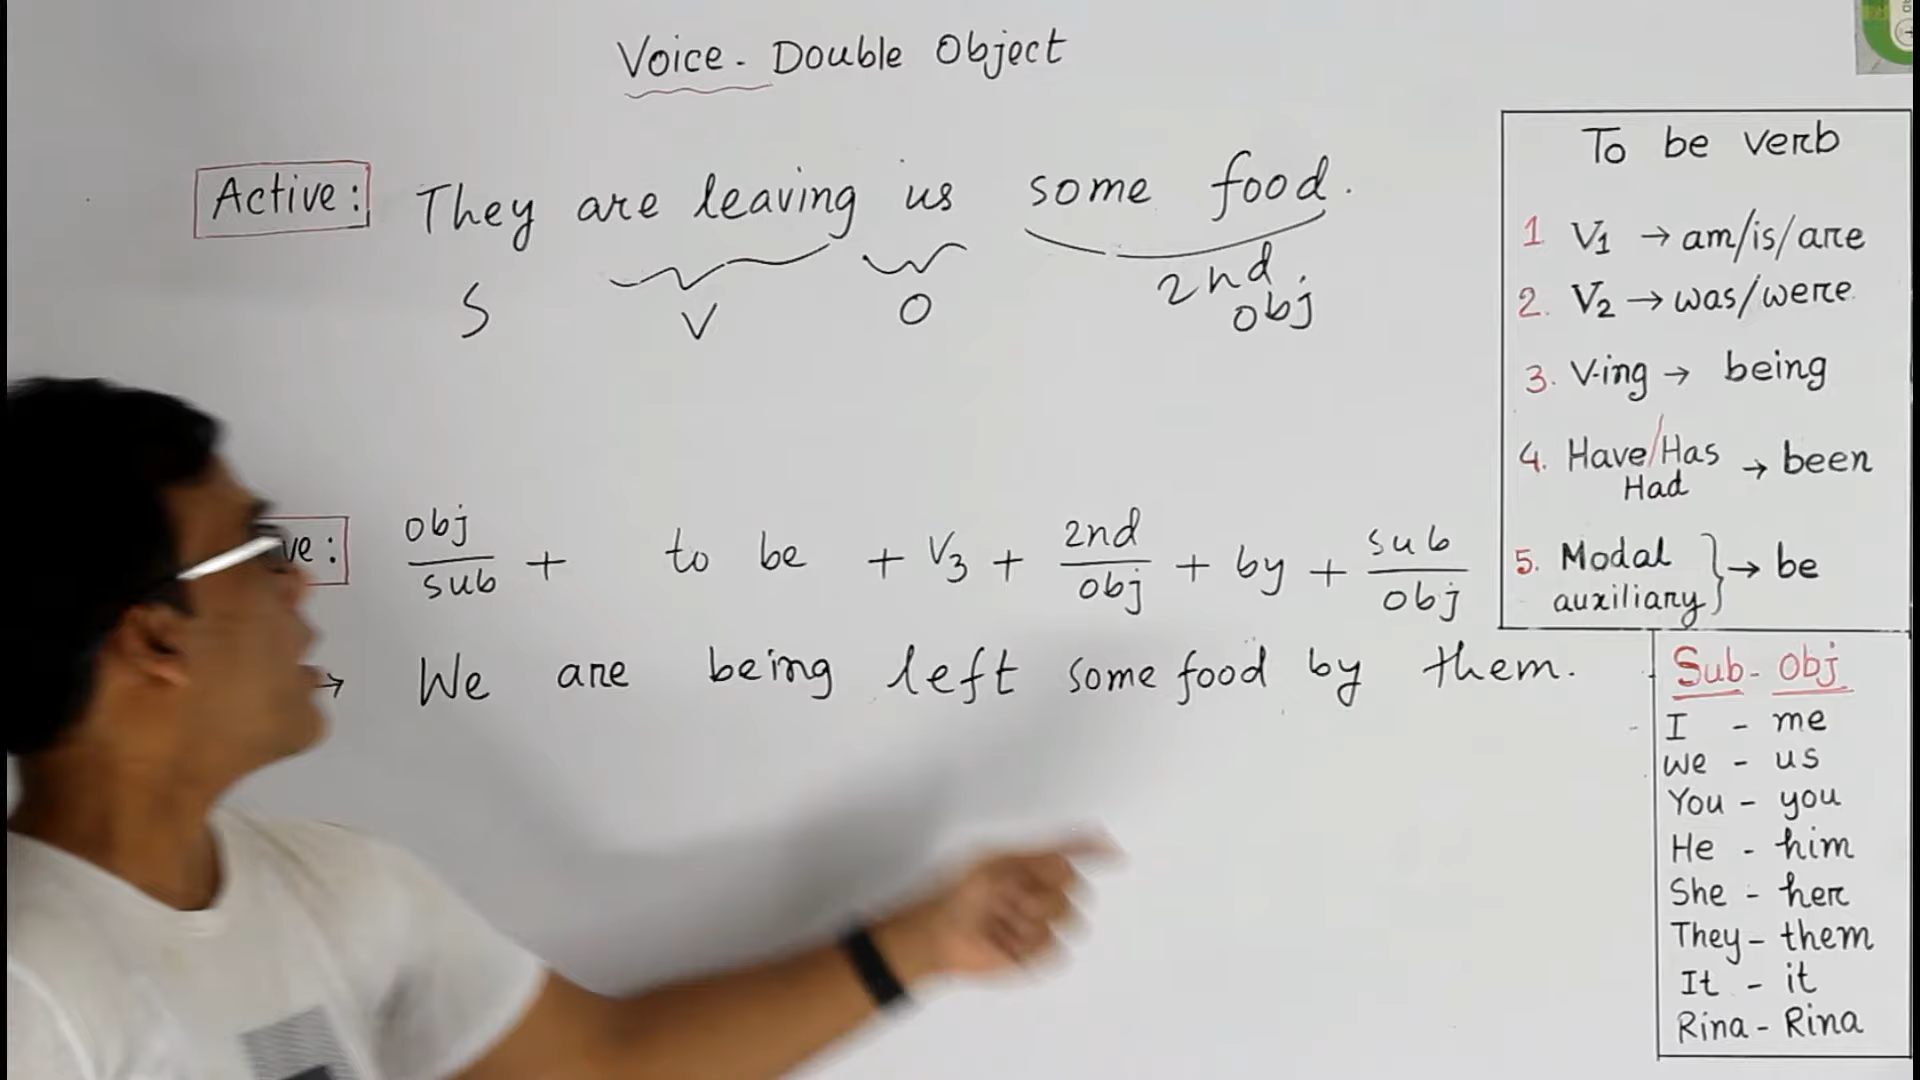 Voice - Double Object
Active: They are leaving us some food.
S V O 2nd obj
ve: obj/sub + to be + V3 + 2nd/obj + by + sub/obj
→ We are being left some food by them.
To be verb
1 V1 → am/is/are
2. V2 → was/were
3. V-ing → being
4. Have/Has Had → been
5. Modal auxiliary } → be
Sub - Obj
I - me
We - us
You - you
He - him
She - her
They - them
It - it
Rina - Rina